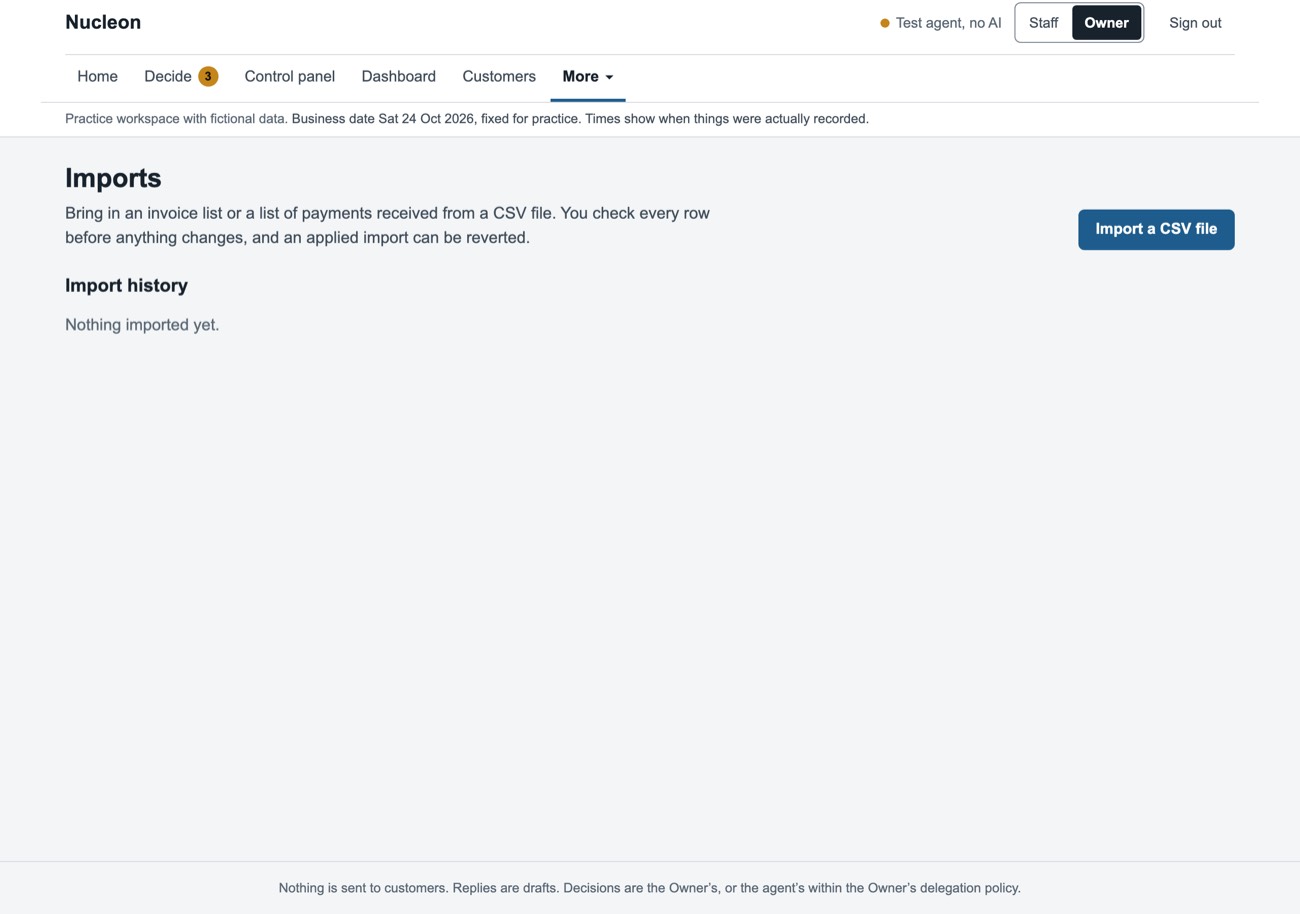 Nucleon
Test agent, no AI
Staff
Owner
Sign out
Home
Decide 3
Control panel
Dashboard
Customers
More
Practice workspace with fictional data. Business date Sat 24 Oct 2026, fixed for practice. Times show when things were actually recorded.
Imports
Bring in an invoice list or a list of payments received from a CSV file. You check every row
before anything changes, and an applied import can be reverted.
Import a CSV file
Import history
Nothing imported yet.
Nothing is sent to customers. Replies are drafts. Decisions are the Owner’s, or the agent’s within the Owner’s delegation policy.